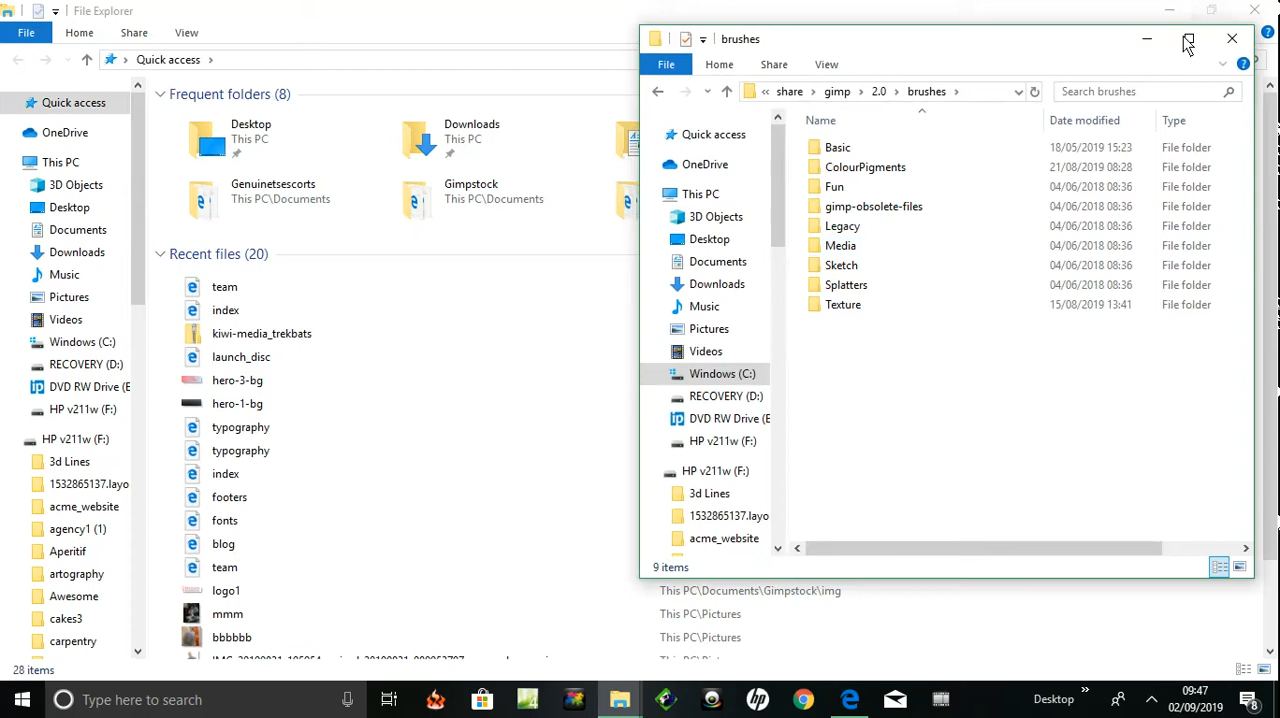 File Explorer
File Home Share View
Quick access
Quick access
OneDrive
This PC
3D Objects
Desktop
Documents
Downloads
Music
Pictures
Videos
Windows (C:)
RECOVERY (D:)
DVD RW Drive (E
HP v211w (F:)
HP v211w (F:)
3d Lines
1532865137.layo
acme_website
agency1 (1)
Aperitif
artography
Awesome
cakes3
carpentry
28 items
Frequent folders (8)
Desktop
This PC
Downloads
This PC
Genuinetsescorts
This PC\Documents
Gimpstock
This PC\Documents
Recent files (20)
team
index
kiwi-media_trekbats
launch_disc
hero-3-bg
hero-1-bg
typography
typography
index
footers
fonts
blog
team
logo1
mmm
bbbbbb
This PC\Documents\Gimpstock\img
This PC\Pictures
This PC\Pictures
brushes
File Home Share View
« share gimp 2.0 brushes
Search brushes
Quick access
OneDrive
This PC
3D Objects
Desktop
Documents
Downloads
Music
Pictures
Videos
Windows (C:)
RECOVERY (D:)
DVD RW Drive (E
HP v211w (F:)
HP v211w (F:)
3d Lines
1532865137.layo
acme_website
Name Date modified Type
Basic 18/05/2019 15:23 File folder
ColourPigments 21/08/2019 08:28 File folder
Fun 04/06/2018 08:36 File folder
gimp-obsolete-files 04/06/2018 08:36 File folder
Legacy 04/06/2018 08:36 File folder
Media 04/06/2018 08:36 File folder
Sketch 04/06/2018 08:36 File folder
Splatters 04/06/2018 08:36 File folder
Texture 15/08/2019 13:41 File folder
9 items
Type here to search
Desktop »
09:47
02/09/2019
8